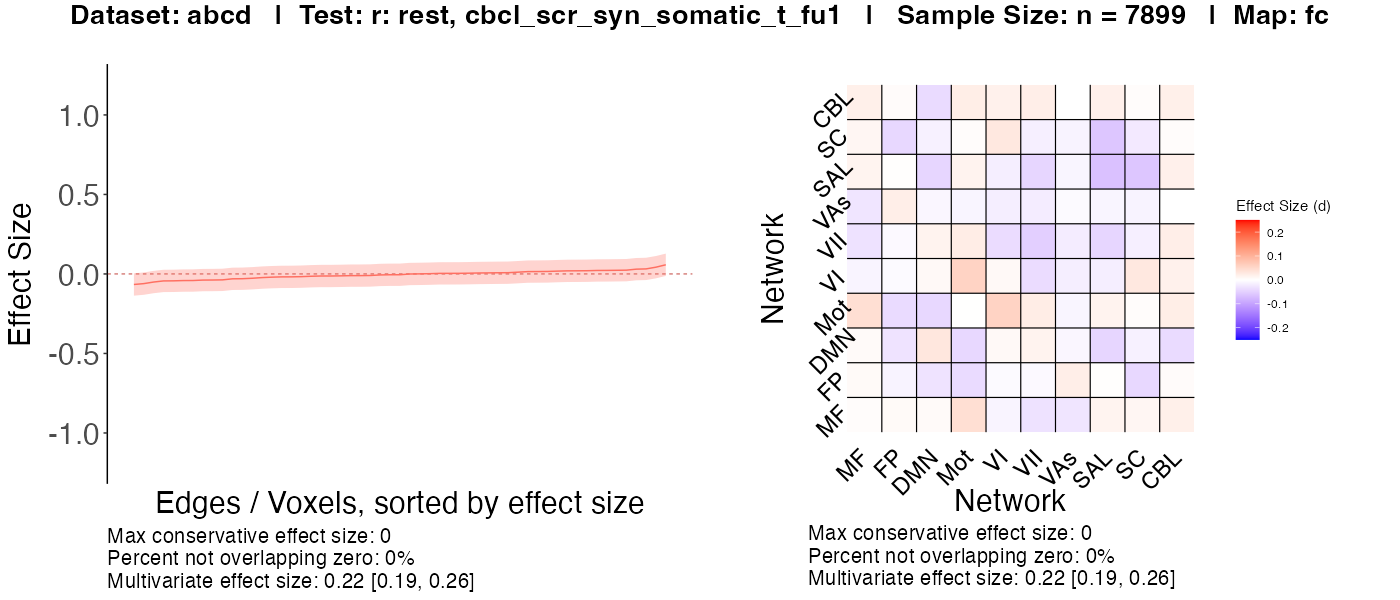 Dataset: abcd | Test: r: rest, cbcl_scr_syn_somatic_t_fu1 | Sample Size: n = 7899 | Map: fc
Effect Size
1.0
0.5
0.0
-0.5
-1.0
Edges / Voxels, sorted by effect size
Max conservative effect size: 0
Percent not overlapping zero: 0%
Multivariate effect size: 0.22 [0.19, 0.26]
Network
CBL
SC
SAL
VAs
VII
VI
Mot
DMN
FP
MF
MF FP DMN Mot VI VII VAs SAL SC CBL
Network
Max conservative effect size: 0
Percent not overlapping zero: 0%
Multivariate effect size: 0.22 [0.19, 0.26]
Effect Size (d)
0.2
0.1
0.0
-0.1
-0.2